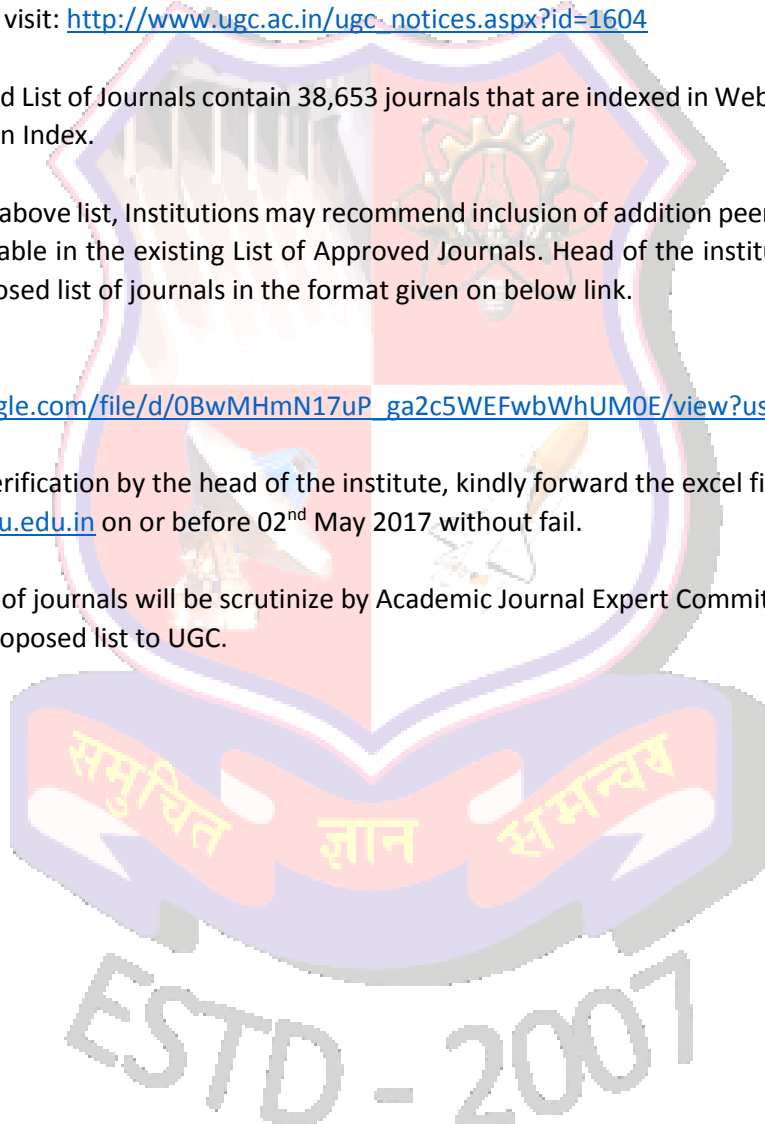 visit: http://www.ugc.ac.in/ugc_notices.aspx?id=1604
d List of Journals contain 38,653 journals that are indexed in Web
n Index.
above list, Institutions may recommend inclusion of addition peer
able in the existing List of Approved Journals. Head of the institu
osed list of journals in the format given on below link.
gle.com/file/d/0BwMHmN17uP_ga2c5WEFwbWhUM0E/view?us
erification by the head of the institute, kindly forward the excel fi
u.edu.in on or before 02nd May 2017 without fail.
of journals will be scrutinize by Academic Journal Expert Commit
oposed list to UGC.
समुचित ज्ञान समन्वय
ESTD - 2007